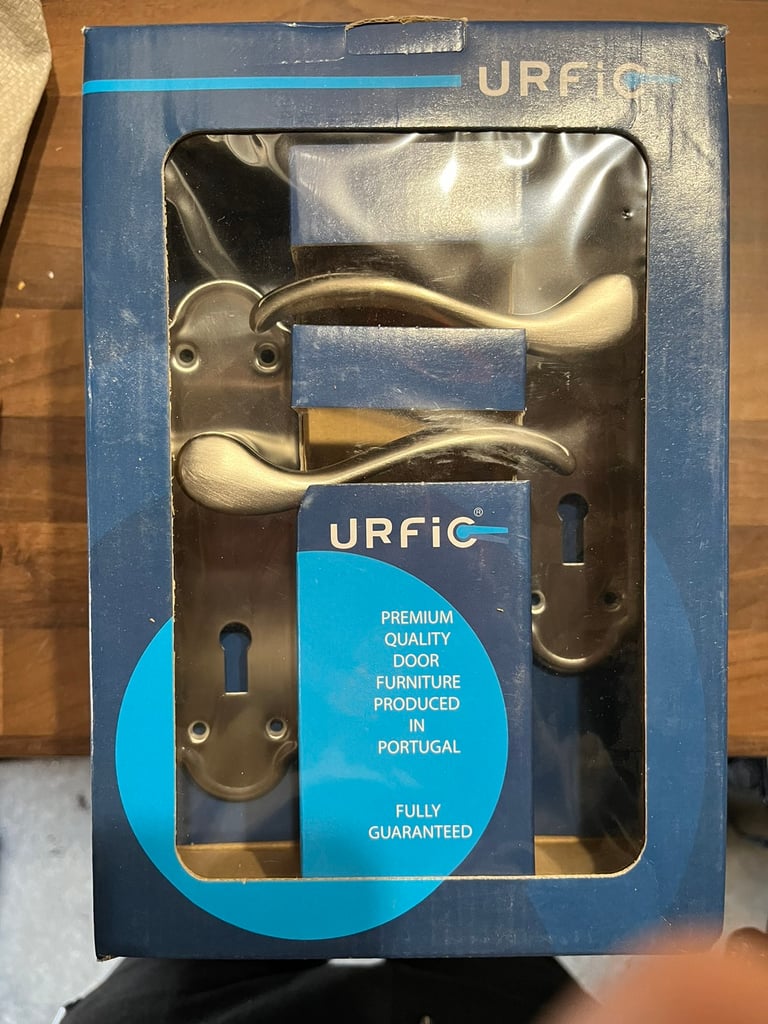 URFiC
URFiC®
PREMIUM
QUALITY
DOOR
FURNITURE
PRODUCED
IN
PORTUGAL
FULLY
GUARANTEED